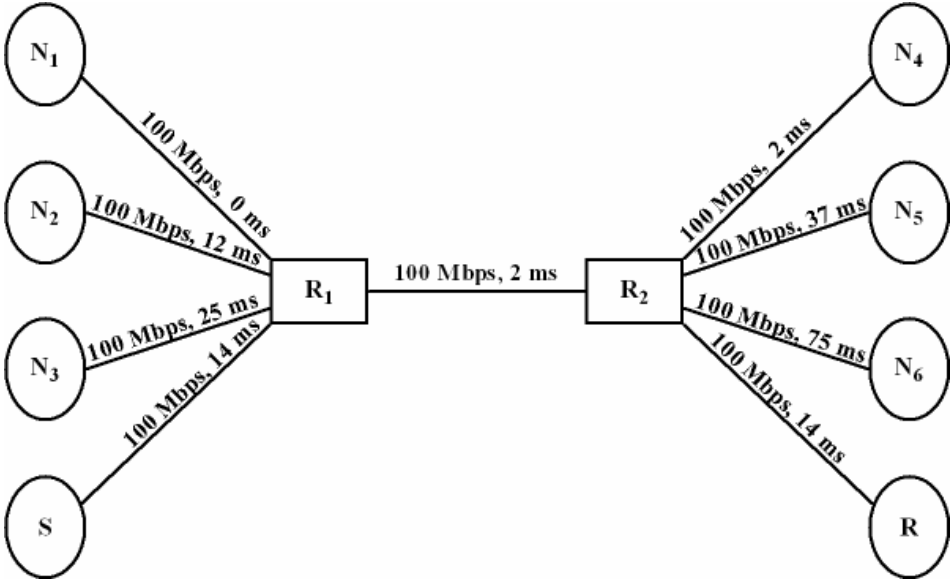 N1
N4
100 Mbps, 0 ms
100 Mbps, 2 ms
N2
100 Mbps, 12 ms
100 Mbps, 37 ms
N5
R1
100 Mbps, 2 ms
R2
N3
100 Mbps, 25 ms
100 Mbps, 75 ms
N6
100 Mbps, 14 ms
100 Mbps, 14 ms
S
R